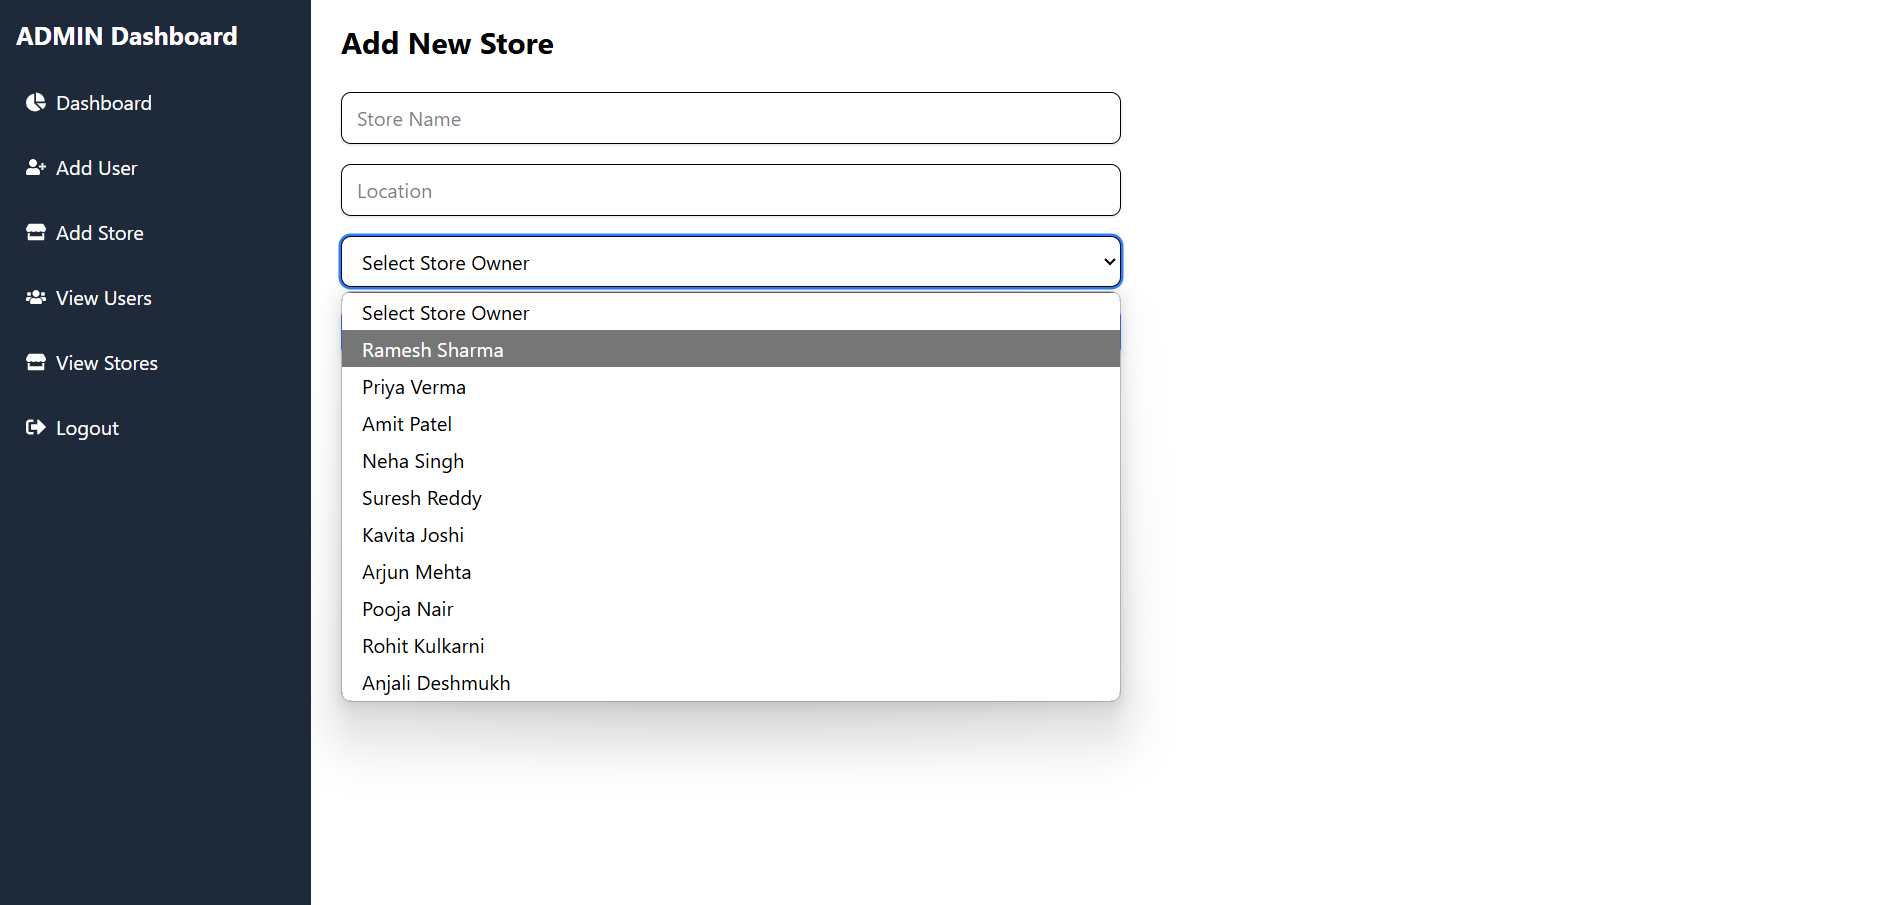 ADMIN Dashboard
Dashboard
Add User
Add Store
View Users
View Stores
Logout
Add New Store
Store Name
Location
Select Store Owner
Select Store Owner
Ramesh Sharma
Priya Verma
Amit Patel
Neha Singh
Suresh Reddy
Kavita Joshi
Arjun Mehta
Pooja Nair
Rohit Kulkarni
Anjali Deshmukh